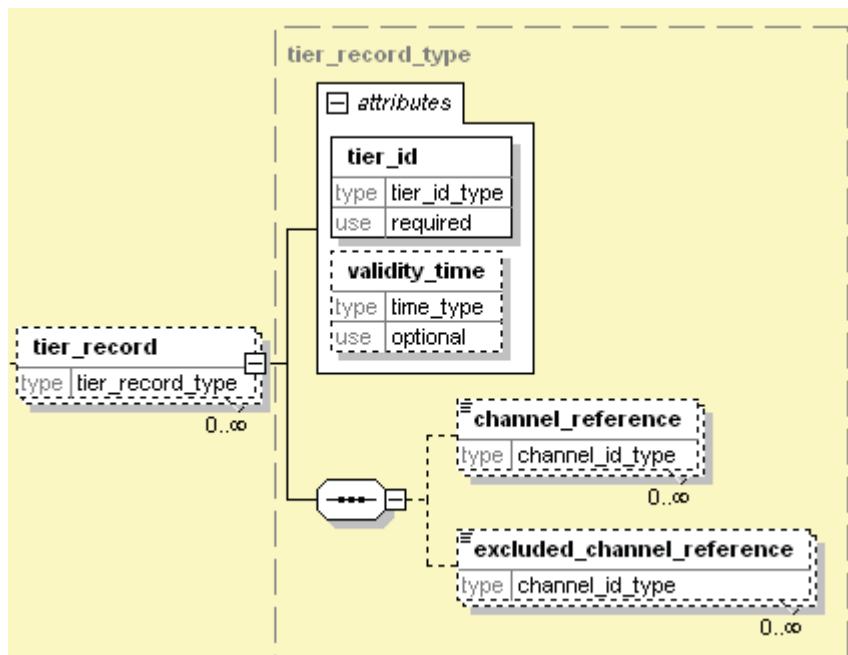 tier_record_type
attributes
tier_id
type tier_id_type
use required
validity_time
type time_type
use optional
tier_record
type tier_record_type
0..∞
channel_reference
type channel_id_type
0..∞
excluded_channel_reference
type channel_id_type
0..∞